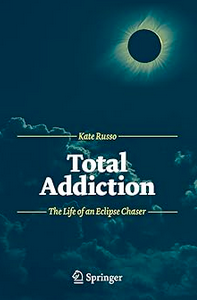 Kate Russo
Total
Addiction
The Life of an Eclipse Chaser
Springer